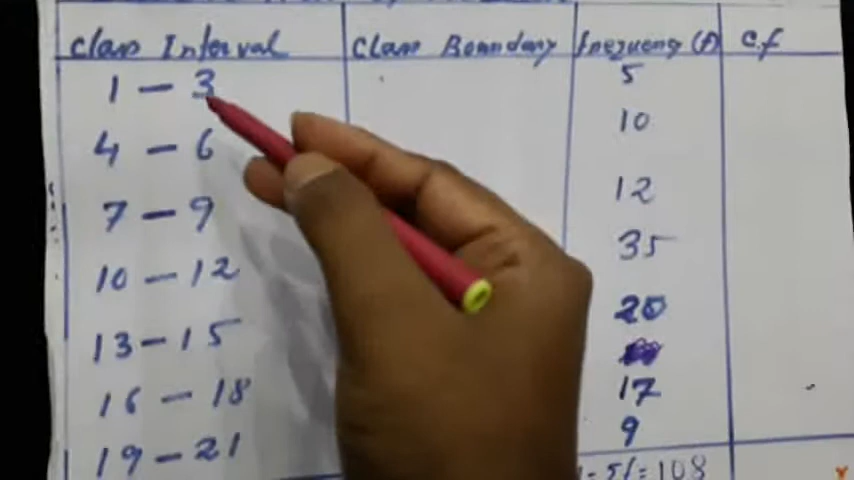 Class Interval Class Boundary frequency (f) c.f
1 - 3 5
4 - 6 10
7 - 9 12
10 - 12 35
13 - 15 20
16 - 18 17
19 - 21 9
= 108